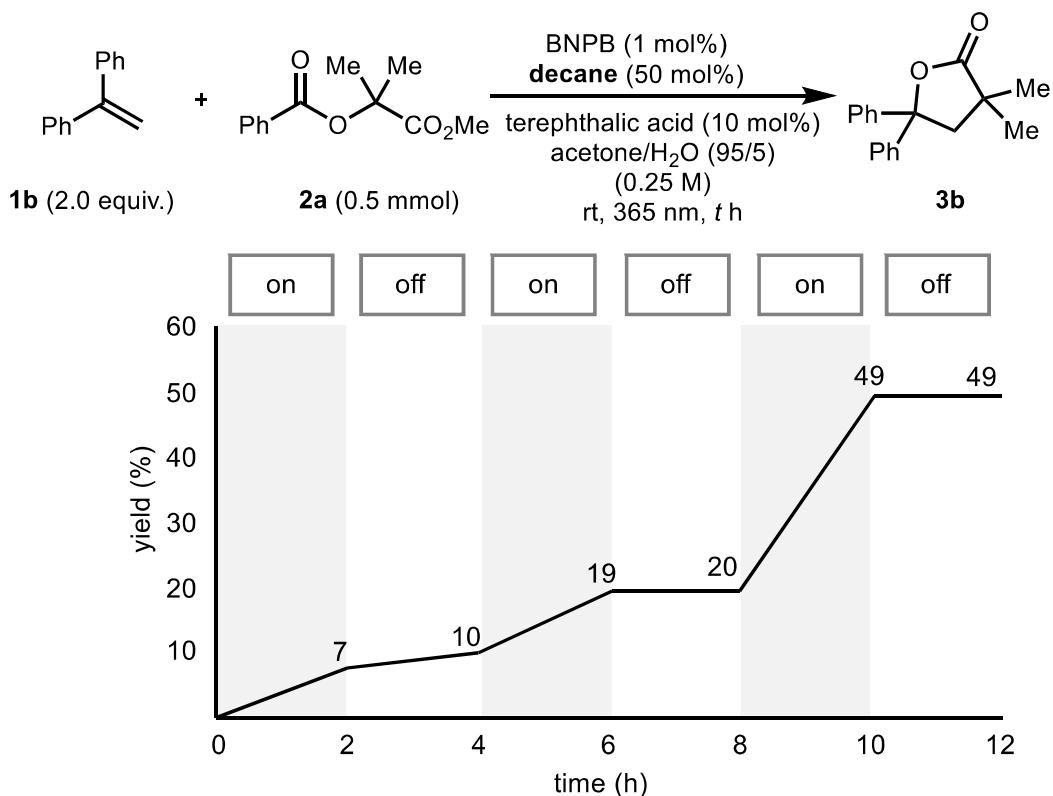 Ph
Ph
+
O
Ph
O
Me
Me
CO₂Me
BNPB (1 mol%)
decane (50 mol%)
terephthalic acid (10 mol%)
acetone/H₂O (95/5)
(0.25 M)
rt, 365 nm, t h
O
O
Ph
Ph
Me
Me
1b (2.0 equiv.)
2a (0.5 mmol)
3b
on
off
on
off
on
off
60
50
40
30
20
10
yield (%)
7
10
19
20
49
49
0
2
4
6
8
10
12
time (h)